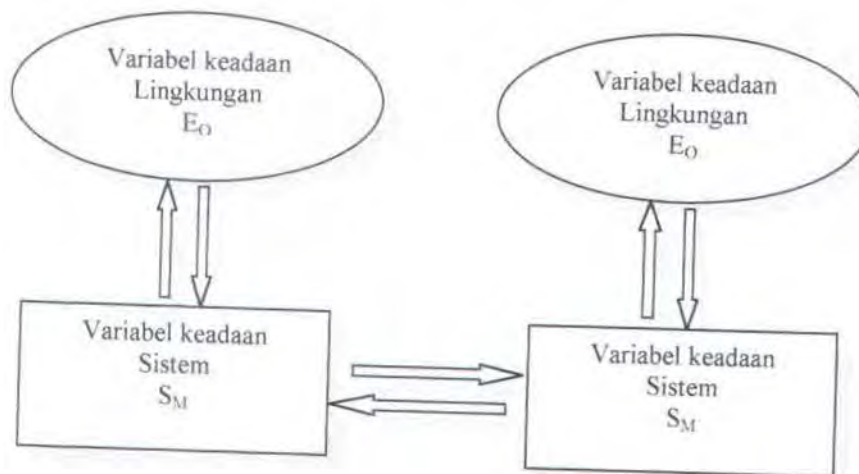 Variabel keadaan
Lingkungan
E_O
Variabel keadaan
Lingkungan
E_O
Variabel keadaan
Sistem
S_M
Variabel keadaan
Sistem
S_M